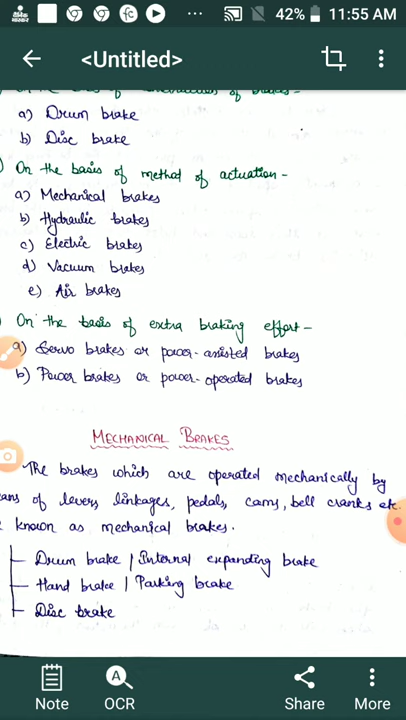 42% 11:55 AM
<Untitled>
of
a) Drum brake
b) Disc brake
On the basis of method of actuation -
a) Mechanical brakes
b) Hydraulic brakes
c) Electric brakes
d) Vacuum brakes
e) Air brakes
On the basis of extra braking effort -
a) Servo brakes or power-assisted brakes
b) Power brakes or power-operated brakes
MECHANICAL BRAKES
The brakes which are operated mechanically by
of levers, linkages, pedals, cams, bell cranks etc.
known as mechanical brakes.
Drum brake / Internal expanding brake
Hand brake / Parking brake
Disc brake
Note OCR Share More